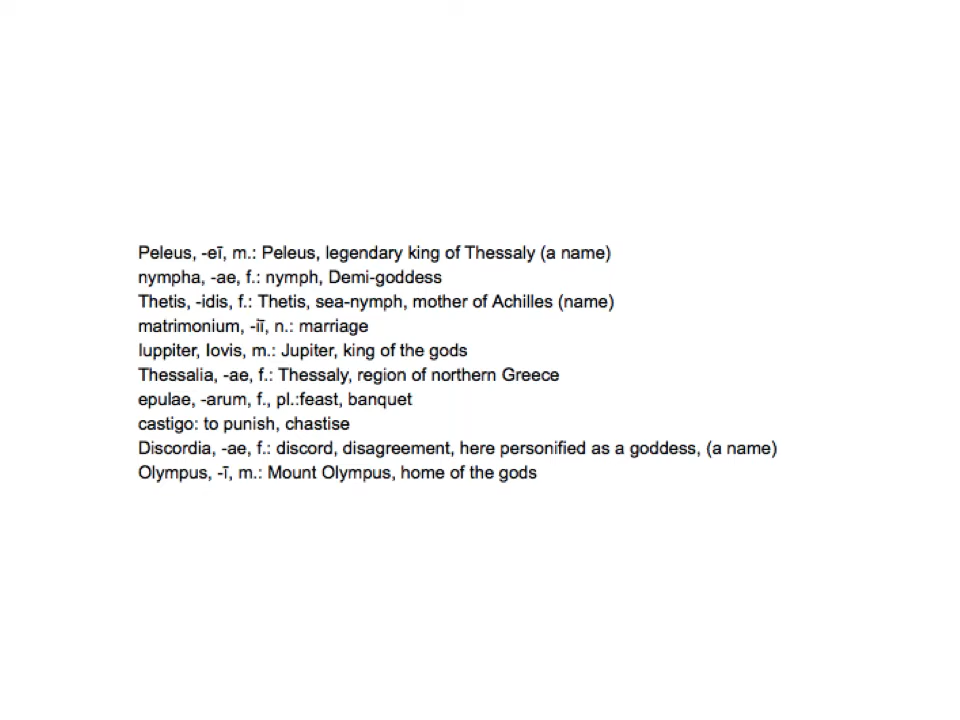 Peleus, -eī, m.: Peleus, legendary king of Thessaly (a name)
nympha, -ae, f.: nymph, Demi-goddess
Thetis, -idis, f.: Thetis, sea-nymph, mother of Achilles (name)
matrimonium, -iī, n.: marriage
Iuppiter, Iovis, m.: Jupiter, king of the gods
Thessalia, -ae, f.: Thessaly, region of northern Greece
epulae, -arum, f., pl.:feast, banquet
castigo: to punish, chastise
Discordia, -ae, f.: discord, disagreement, here personified as a goddess, (a name)
Olympus, -ī, m.: Mount Olympus, home of the gods